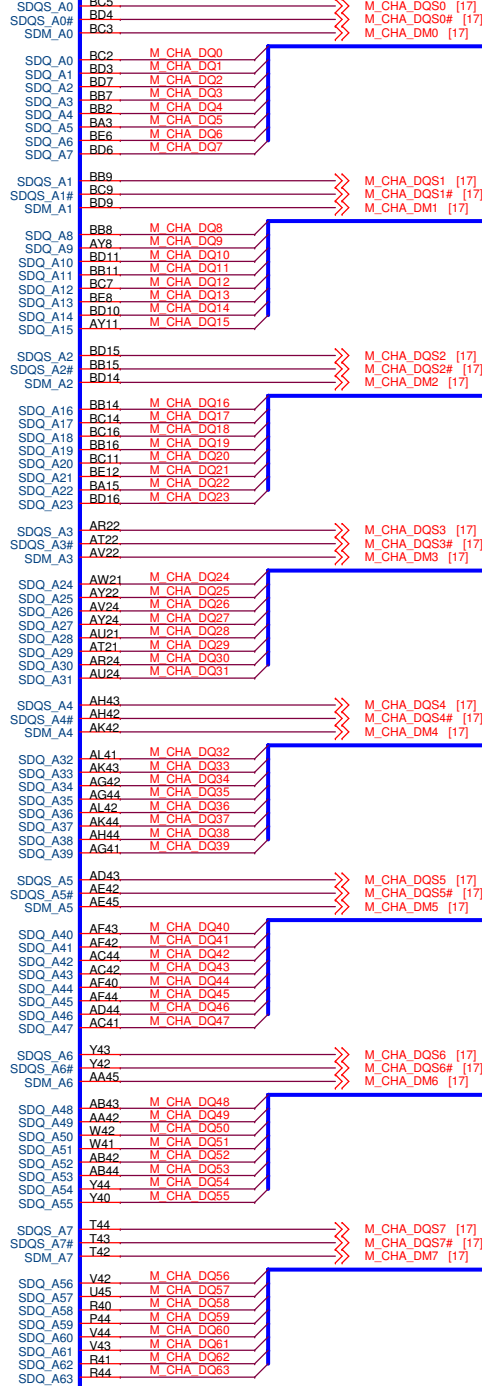 SDQS_A0 BC5 M_CHA_DQS0 [17]
SDQS_A0# BD4 M_CHA_DQS0# [17]
SDM_A0 BC3 M_CHA_DM0 [17]
SDQ_A0 BC2 M_CHA_DQ0
SDQ_A1 BD3 M_CHA_DQ1
SDQ_A2 BD7 M_CHA_DQ2
SDQ_A3 BB7 M_CHA_DQ3
SDQ_A4 BB2 M_CHA_DQ4
SDQ_A5 BA3 M_CHA_DQ5
SDQ_A6 BE6 M_CHA_DQ6
SDQ_A7 BD6 M_CHA_DQ7
SDQS_A1 BB9 M_CHA_DQS1 [17]
SDQS_A1# BC9 M_CHA_DQS1# [17]
SDM_A1 BD9 M_CHA_DM1 [17]
SDQ_A8 BB8 M_CHA_DQ8
SDQ_A9 AY8 M_CHA_DQ9
SDQ_A10 BD11 M_CHA_DQ10
SDQ_A11 BB11 M_CHA_DQ11
SDQ_A12 BC7 M_CHA_DQ12
SDQ_A13 BE8 M_CHA_DQ13
SDQ_A14 BD10 M_CHA_DQ14
SDQ_A15 AY11 M_CHA_DQ15
SDQS_A2 BD15 M_CHA_DQS2 [17]
SDQS_A2# BB15 M_CHA_DQS2# [17]
SDM_A2 BD14 M_CHA_DM2 [17]
SDQ_A16 BB14 M_CHA_DQ16
SDQ_A17 BC14 M_CHA_DQ17
SDQ_A18 BC16 M_CHA_DQ18
SDQ_A19 BB16 M_CHA_DQ19
SDQ_A20 BC11 M_CHA_DQ20
SDQ_A21 BE12 M_CHA_DQ21
SDQ_A22 BA15 M_CHA_DQ22
SDQ_A23 BD16 M_CHA_DQ23
SDQS_A3 AR22 M_CHA_DQS3 [17]
SDQS_A3# AT22 M_CHA_DQS3# [17]
SDM_A3 AV22 M_CHA_DM3 [17]
SDQ_A24 AW21 M_CHA_DQ24
SDQ_A25 AY22 M_CHA_DQ25
SDQ_A26 AV24 M_CHA_DQ26
SDQ_A27 AY24 M_CHA_DQ27
SDQ_A28 AU21 M_CHA_DQ28
SDQ_A29 AT21 M_CHA_DQ29
SDQ_A30 AR24 M_CHA_DQ30
SDQ_A31 AU24 M_CHA_DQ31
SDQS_A4 AH43 M_CHA_DQS4 [17]
SDQS_A4# AH42 M_CHA_DQS4# [17]
SDM_A4 AK42 M_CHA_DM4 [17]
SDQ_A32 AL41 M_CHA_DQ32
SDQ_A33 AK43 M_CHA_DQ33
SDQ_A34 AG42 M_CHA_DQ34
SDQ_A35 AG44 M_CHA_DQ35
SDQ_A36 AL42 M_CHA_DQ36
SDQ_A37 AK44 M_CHA_DQ37
SDQ_A38 AH44 M_CHA_DQ38
SDQ_A39 AG41 M_CHA_DQ39
SDQS_A5 AD43 M_CHA_DQS5 [17]
SDQS_A5# AE42 M_CHA_DQS5# [17]
SDM_A5 AE45 M_CHA_DM5 [17]
SDQ_A40 AF43 M_CHA_DQ40
SDQ_A41 AF42 M_CHA_DQ41
SDQ_A42 AC44 M_CHA_DQ42
SDQ_A43 AC42 M_CHA_DQ43
SDQ_A44 AF40 M_CHA_DQ44
SDQ_A45 AF44 M_CHA_DQ45
SDQ_A46 AD44 M_CHA_DQ46
SDQ_A47 AC41 M_CHA_DQ47
SDQS_A6 Y43 M_CHA_DQS6 [17]
SDQS_A6# Y42 M_CHA_DQS6# [17]
SDM_A6 AA45 M_CHA_DM6 [17]
SDQ_A48 AB43 M_CHA_DQ48
SDQ_A49 AA42 M_CHA_DQ49
SDQ_A50 W42 M_CHA_DQ50
SDQ_A51 W41 M_CHA_DQ51
SDQ_A52 AB42 M_CHA_DQ52
SDQ_A53 AB44 M_CHA_DQ53
SDQ_A54 Y44 M_CHA_DQ54
SDQ_A55 Y40 M_CHA_DQ55
SDQS_A7 T44 M_CHA_DQS7 [17]
SDQS_A7# T43 M_CHA_DQS7# [17]
SDM_A7 T42 M_CHA_DM7 [17]
SDQ_A56 V42 M_CHA_DQ56
SDQ_A57 U45 M_CHA_DQ57
SDQ_A58 R40 M_CHA_DQ58
SDQ_A59 P44 M_CHA_DQ59
SDQ_A60 V44 M_CHA_DQ60
SDQ_A61 V43 M_CHA_DQ61
SDQ_A62 R41 M_CHA_DQ62
SDQ_A63 R44 M_CHA_DQ63